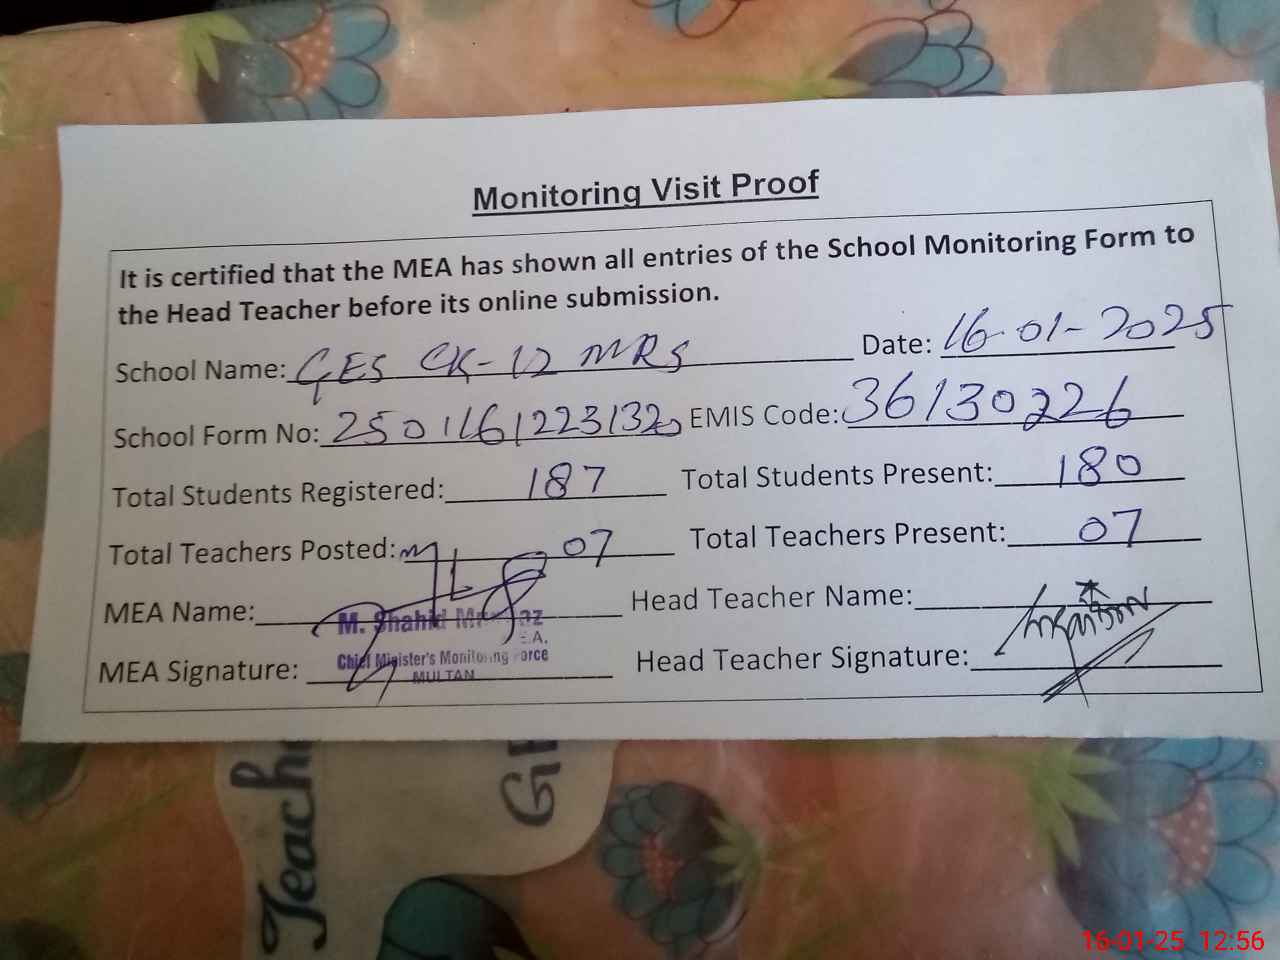 Monitoring Visit Proof
It is certified that the MEA has shown all entries of the School Monitoring Form to
the Head Teacher before its online submission.
School Name: GES CK-12 MRS Date: 16-01-2025
School Form No: 2501161223132 EMIS Code: 36130226
Total Students Registered: 187 Total Students Present: 180
Total Teachers Posted: 07 Total Teachers Present: 07
MEA Name: Head Teacher Name:
M. Shahid
MEA Signature: Head Teacher Signature:
Chief Minister's Monitoring Force
MULTAN
Teach
16-01-25 12:56